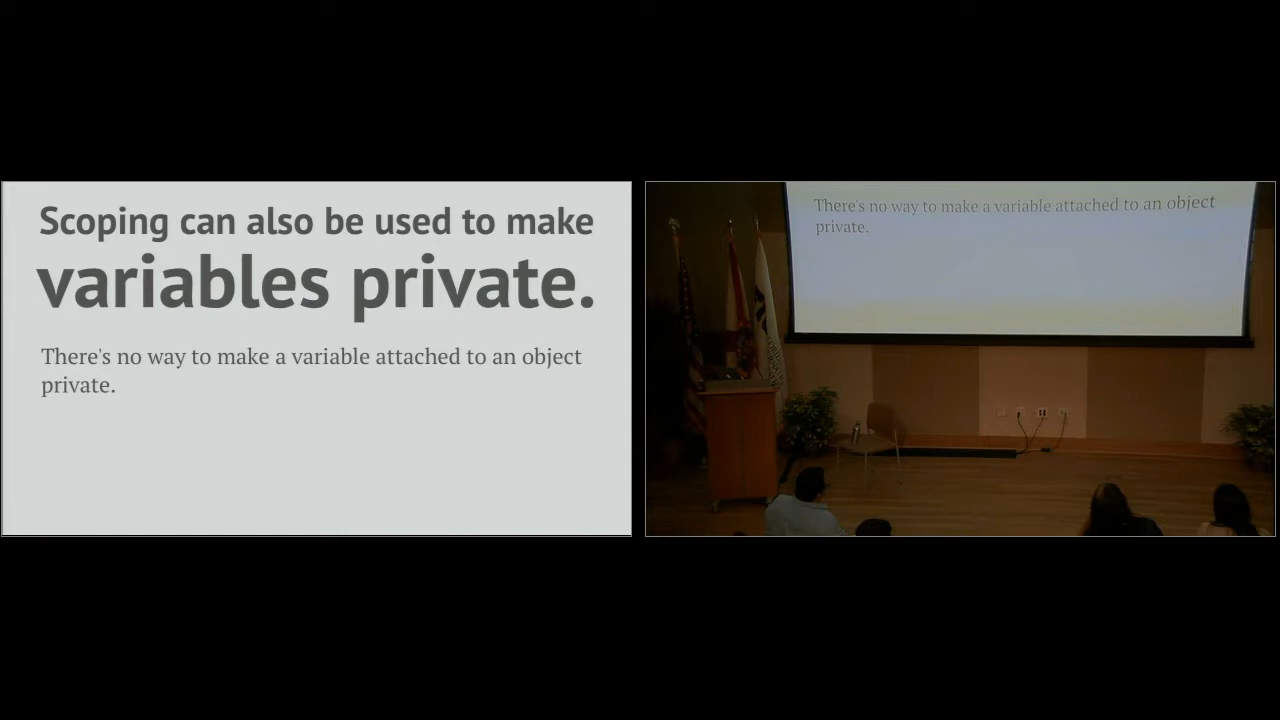 Scoping can also be used to make
variables private.
There's no way to make a variable attached to an object
private.
There's no way to make a variable attached to an object
private.